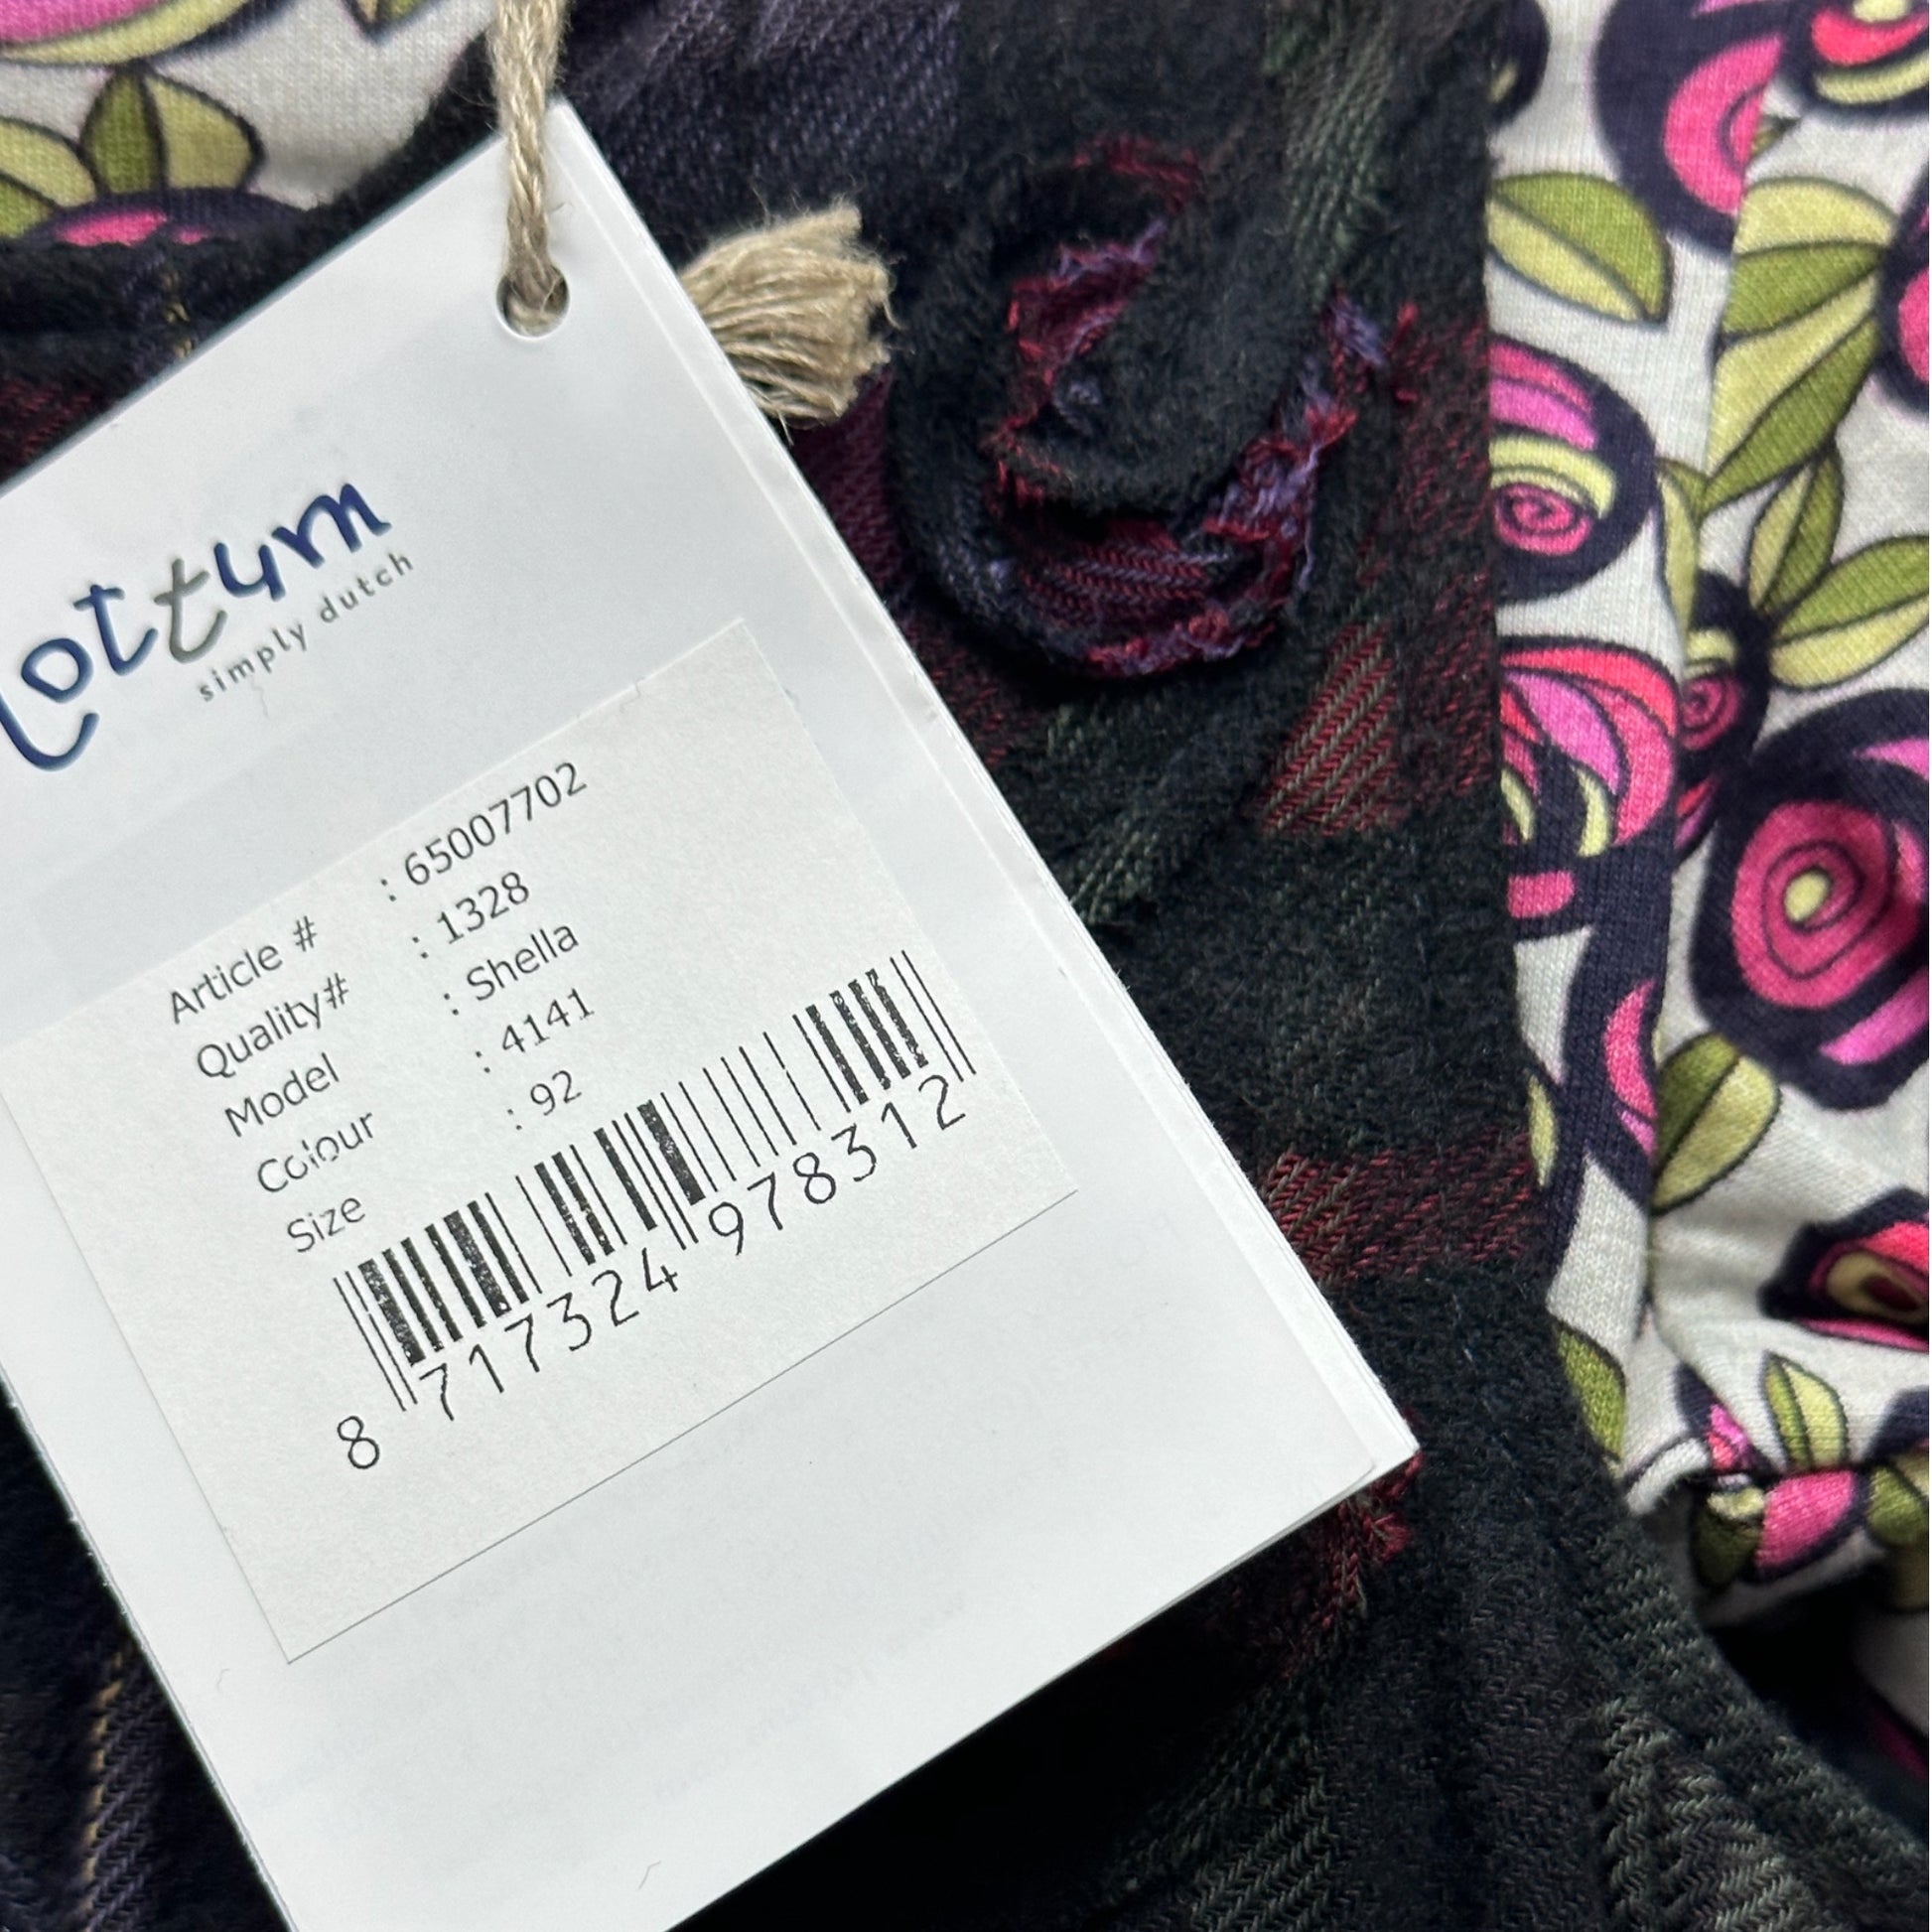 Lottym
simply dutch
Article # : 65007702
Quality# : 1328
Model : Shella
Colour : 4141
Size : 92
8 717324 978312